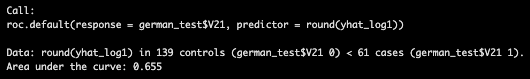 Call:
roc.default(response = german_test$V21, predictor = round(yhat_log1))
Data: round(yhat_log1) in 139 controls (german_test$V21 0) < 61 cases (german_test$V21 1).
Area under the curve: 0.655